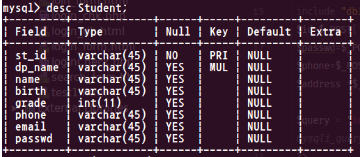 mysql> desc Student;
+---------+-------------+------+-----+---------+-------+
| Field | Type | Null | Key | Default | Extra |
+---------+-------------+------+-----+---------+-------+
| st_id | varchar(45) | NO | PRI | NULL | |
| dp_name | varchar(45) | YES | MUL | NULL | |
| name | varchar(45) | YES | | NULL | |
| birth | varchar(45) | YES | | NULL | |
| grade | int(11) | YES | | NULL | |
| phone | varchar(45) | YES | | NULL | |
| email | varchar(45) | YES | | NULL | |
| passwd | varchar(45) | YES | | NULL | |
+---------+-------------+------+-----+---------+-------+